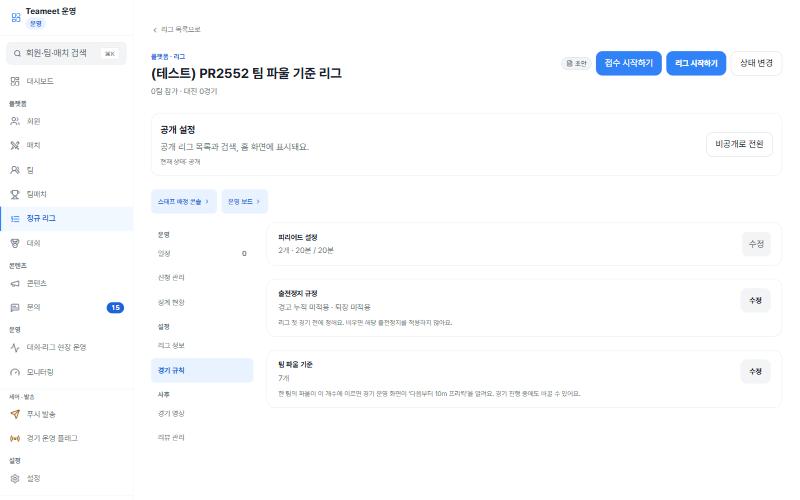 Teameet 운영
운영
회원·팀·매치 검색
⌘K
대시보드
플랫폼
회원
매치
팀
팀매치
정규 리그
대회
콘텐츠
콘텐츠
문의
15
운영
대회·리그 현장 운영
모니터링
제어·발송
푸시 발송
경기 운영 플래그
설정
설정
리그 목록으로
플랫폼 · 리그
(테스트) PR2552 팀 파울 기준 리그
0팀 참가 · 대진 0경기
초안
접수 시작하기
리그 시작하기
상태 변경
공개 설정
공개 리그 목록과 검색, 홈 화면에 표시돼요.
현재 상태: 공개
비공개로 전환
스태프 배정 콘솔 ›
운영 보드 ›
운영
일정
0
신청 관리
집계 현황
설정
리그 정보
경기 규칙
사후
경기 영상
리뷰 관리
피리어드 설정
2개 · 20분 / 20분
수정
출전정지 규정
경고 누적 미적용 · 퇴장 미적용
리그 첫 경기 전에 정해요. 비우면 해당 출전정지를 적용하지 않아요.
수정
팀 파울 기준
7개
한 팀의 파울이 이 개수에 이르면 경기 운영 화면이 '다음부터 10m 프리킥'을 알려요. 경기 진행 중에도 바꿀 수 있어요.
수정